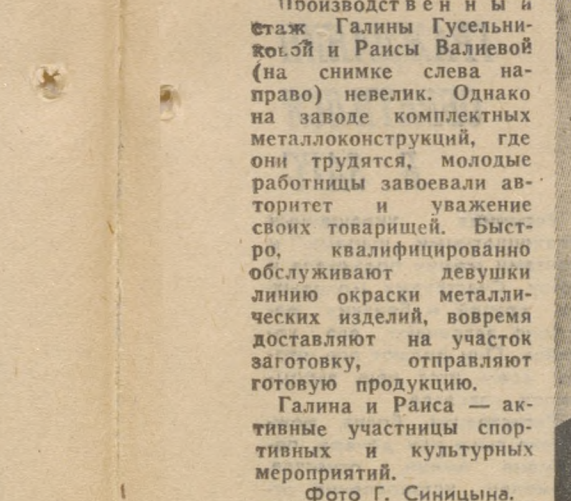 Производственный
стаж Галины Гусельни-
ковой и Раисы Валиевой
(на снимке слева на-
право) невелик. Однако
на заводе комплектных
металлоконструкций, где
они трудятся, молодые
работницы завоевали ав-
торитет и уважение
своих товарищей. Быст-
ро, квалифицированно
обслуживают девушки
линию окраски металли-
ческих изделий, вовремя
доставляют на участок
заготовку, отправляют
готовую продукцию.
Галина и Раиса — ак-
тивные участницы спор-
тивных и культурных
мероприятий.
Фото Г. Синицына.